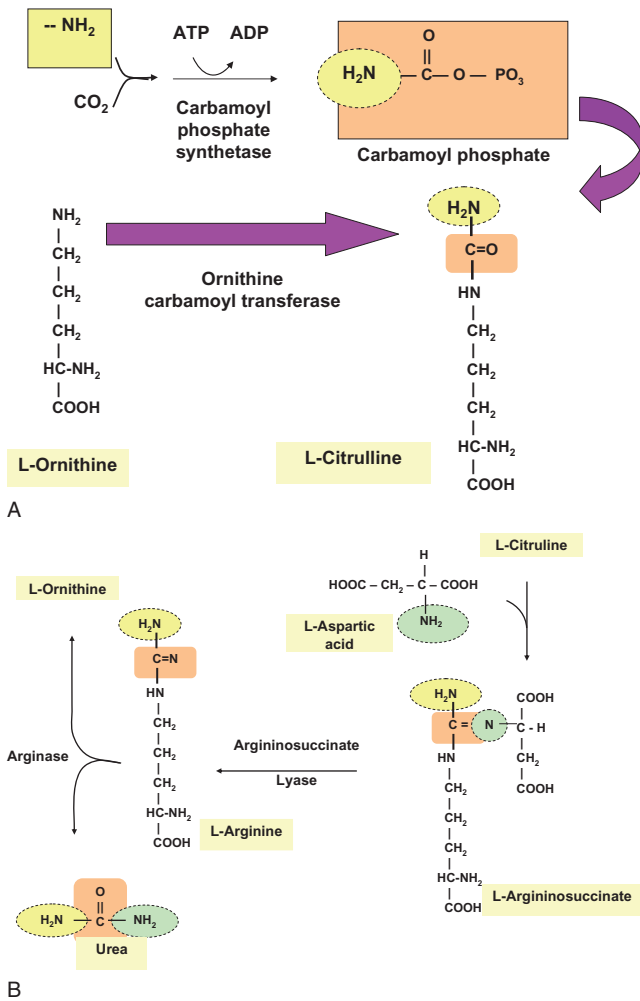 -- NH2
CO2
ATP ADP
Carbamoyl
phosphate
synthetase
O
H2N C O PO3
Carbamoyl phosphate
NH2
CH2
CH2
CH2
HC-NH2
COOH
L-Ornithine
Ornithine
carbamoyl transferase
H2N
C=O
HN
CH2
CH2
CH2
HC-NH2
COOH
L-Citrulline
A
L-Ornithine
Arginase
H2N
C=N
HN
CH2
CH2
CH2
HC-NH2
COOH
L-Arginine
O
H2N C NH2
Urea
Argininosuccinate
Lyase
H
HOOC – CH2 – C – COOH
NH2
L-Aspartic
acid
L-Citruline
H2N
C = N
HN
CH2
CH2
CH2
HC-NH2
COOH
COOH
C - H
CH2
COOH
L-Argininosuccinate
B